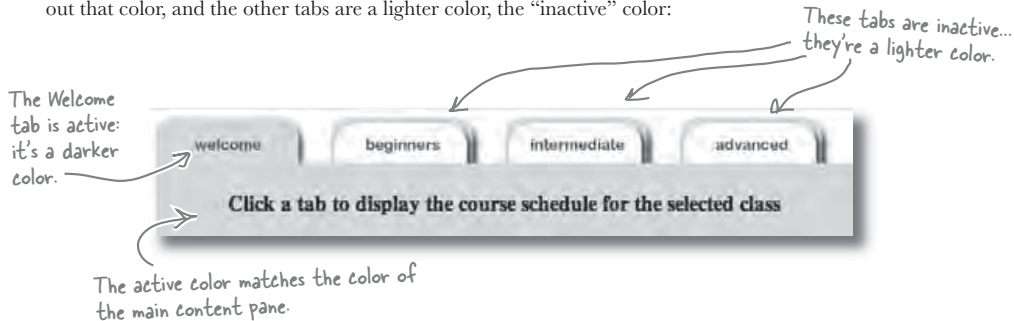 out that color, and the other tabs are a lighter color, the “inactive” color:
These tabs are inactive...
they're a lighter color.
The Welcome
tab is active:
it's a darker
color.
welcome
beginners
intermediate
advanced
Click a tab to display the course schedule for the selected class
The active color matches the color of
the main content pane.